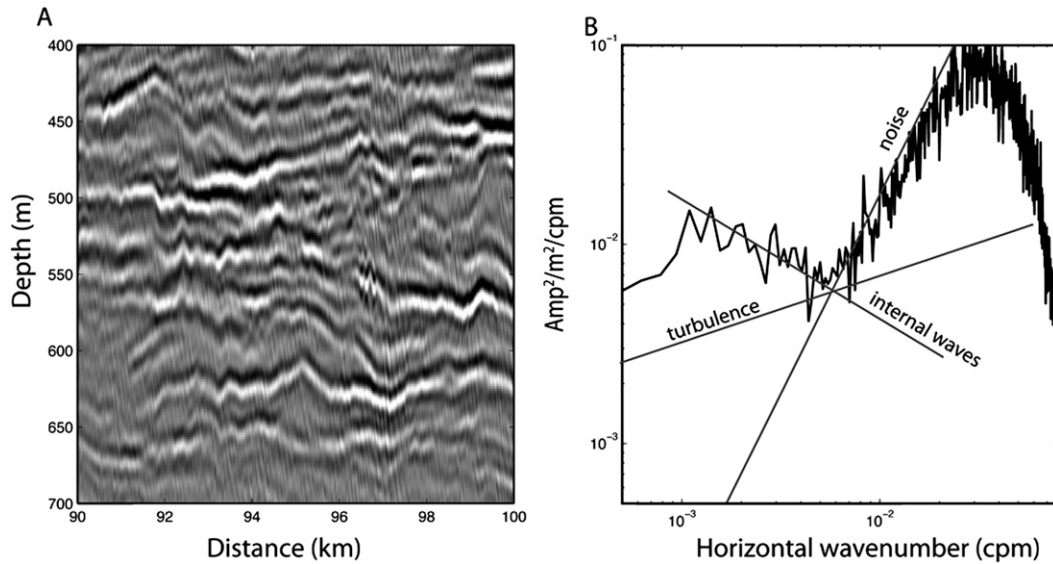 A
400
450
500
550
600
650
700
Depth (m)
90
92
94
96
98
100
Distance (km)
B
10⁻¹
10⁻²
10⁻³
Amp²/m²/cpm
noise
turbulence
internal waves
10⁻³
10⁻²
Horizontal wavenumber (cpm)